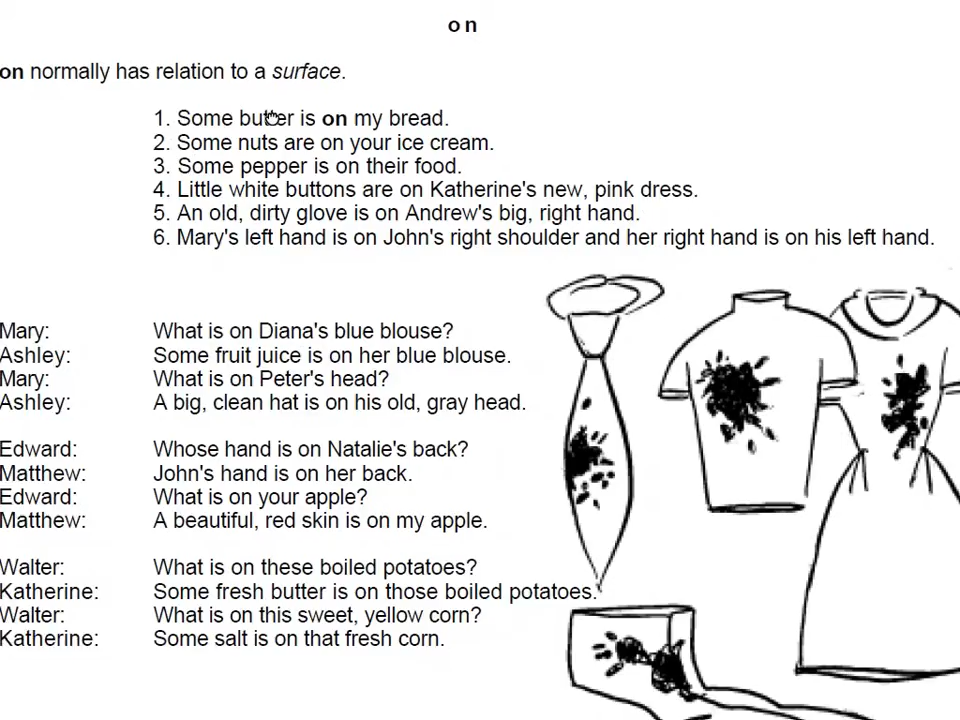 on
on normally has relation to a surface.
1. Some butter is on my bread.
2. Some nuts are on your ice cream.
3. Some pepper is on their food.
4. Little white buttons are on Katherine's new, pink dress.
5. An old, dirty glove is on Andrew's big, right hand.
6. Mary's left hand is on John's right shoulder and her right hand is on his left hand.
Mary: What is on Diana's blue blouse?
Ashley: Some fruit juice is on her blue blouse.
Mary: What is on Peter's head?
Ashley: A big, clean hat is on his old, gray head.
Edward: Whose hand is on Natalie's back?
Matthew: John's hand is on her back.
Edward: What is on your apple?
Matthew: A beautiful, red skin is on my apple.
Walter: What is on these boiled potatoes?
Katherine: Some fresh butter is on those boiled potatoes.
Walter: What is on this sweet, yellow corn?
Katherine: Some salt is on that fresh corn.